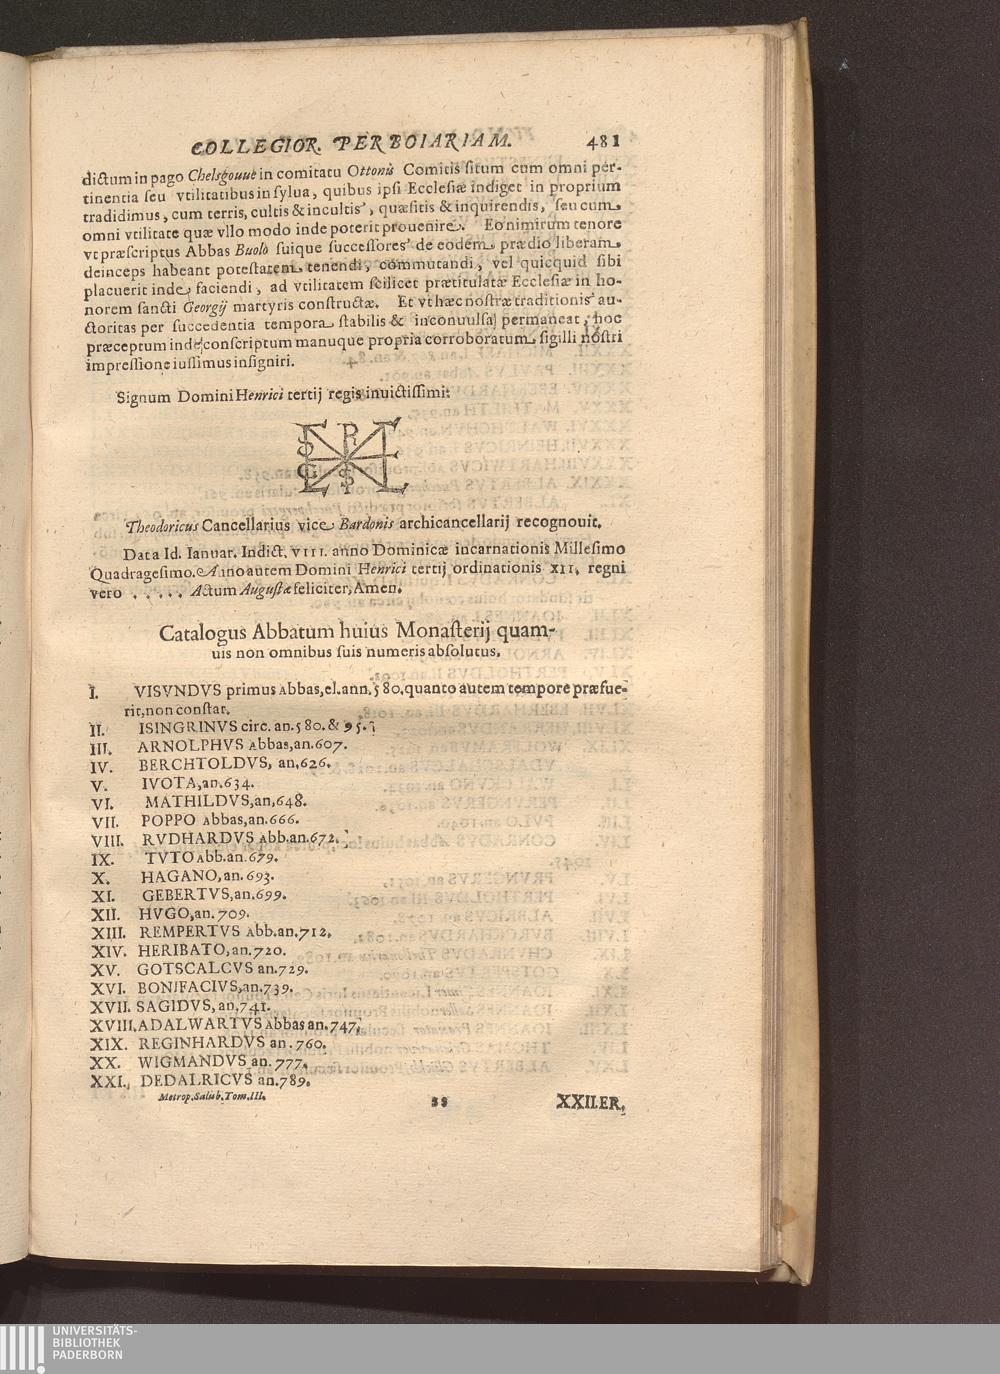 COLLEGIOR. PER BOIARIAM. 481
dictum in pago Chelsgouue in comitatu Ottonis Comitis situm cum omni per-
tinentia seu vtilitatibus in sylua, quibus ipsi Ecclesiæ indiget in proprium
tradidimus, cum terris, cultis & incultis, quæsitis & inquirendis, seu cum
omni vtilitate quæ vllo modo inde poterit prouenire. Eo nimirum tenore
vt præscriptus Abbas Buolo suique successores de eodem prædio liberam
deinceps habeant potestatem tenendi, commutandi, vel quicquid sibi
placuerit inde faciendi, ad vtilitatem scilicet prætitulatæ Ecclesiæ in ho-
norem sancti Georgij martyris constructæ. Et vt hæc nostræ traditionis au-
ctoritas per succedentia tempora stabilis & inconuulsa permaneat, hoc
præceptum inde conscriptum manuque propria corroboratum sigilli nostri
impressione iussimus insigniri.
Signum Domini Henrici tertij regis inuictissimi:
Theodoricus Cancellarius vice Bardonis archicancellarij recognouit.
Data Id. Ianuar. Indict. VIII. anno Dominicæ incarnationis Millesimo
Quadragesimo. Anno autem Domini Henrici tertij ordinationis XII. regni
vero . . . . . Actum Augustæ feliciter, Amen.
Catalogus Abbatum huius Monasterij quam-
uis non omnibus suis numeris absolutus.
I. VISVNDVS primus Abbas, el. ann. 580. quanto autem tempore præfue-
rit, non constat.
II. ISINGRINVS circ. an. 580. & 95.
III. ARNOLPHVS Abbas, an. 607.
IV. BERCHTOLDVS, an, 626.
V. IVOTA, an. 634.
VI. MATHILDVS, an, 648.
VII. POPPO Abbas, an. 666.
VIII. RVDHARDVS Abb. an. 672.
IX. TVTO Abb. an. 679.
X. HAGANO, an. 693.
XI. GEBERTVS, an. 699.
XII. HVGO, an. 709.
XIII. REMPERTVS Abb. an. 712.
XIV. HERIBATO, an. 720.
XV. GOTSCALCVS an. 729.
XVI. BONIFACIVS, an. 739.
XVII. SAGIDVS, an, 741.
XVIII. ADALWARTVS Abbas an. 747.
XIX. REGINHARDVS an. 760.
XX. WIGMANDVS an. 777.
XXI. DEDALRICVS an. 789.
Metrop. Salisb. Tom. III. SS XXII. ER,
UNIVERSITÄTS-
BIBLIOTHEK
PADERBORN